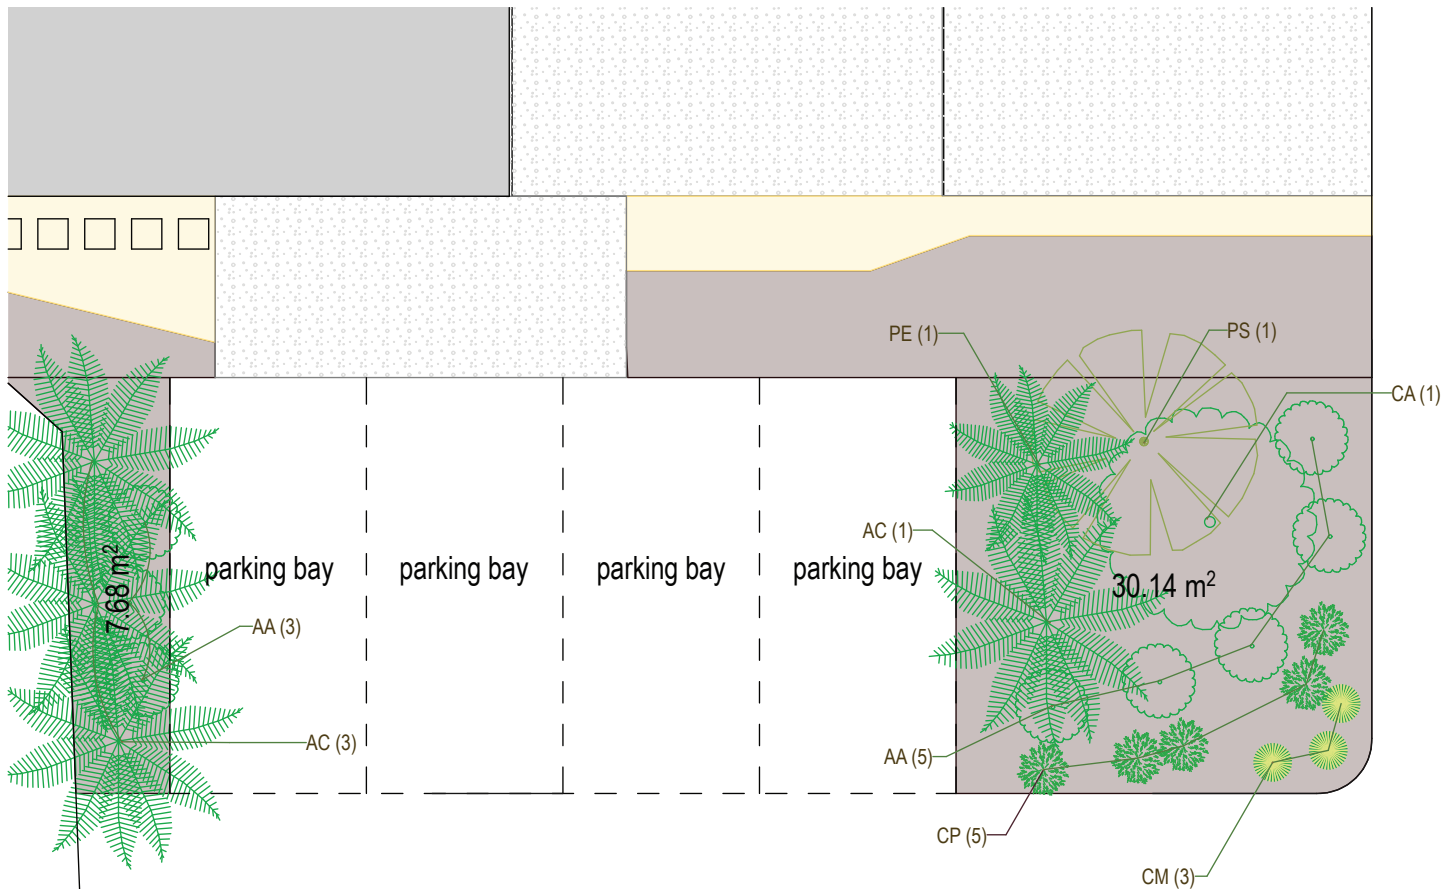 PE (1)
PS (1)
CA (1)
AC (1)
parking bay
parking bay
parking bay
parking bay
7.68 m²
30.14 m²
AA (3)
AC (3)
AA (5)
CP (5)
CM (3)